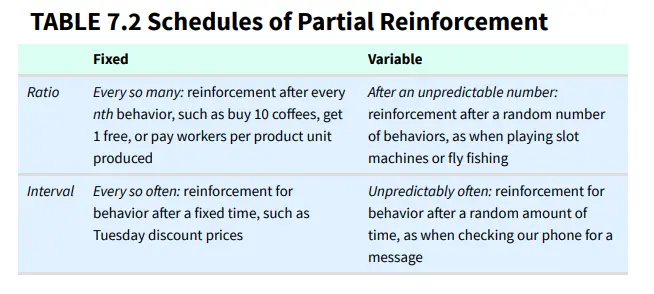 TABLE 7.2 Schedules of Partial Reinforcement
Fixed Variable
Ratio Every so many: reinforcement after every After an unpredictable number:
nth behavior, such as buy 10 coffees, get reinforcement after a random number
1 free, or pay workers per product unit of behaviors, as when playing slot
produced machines or fly fishing
Interval Every so often: reinforcement for Unpredictably often: reinforcement for
behavior after a fixed time, such as behavior after a random amount of
Tuesday discount prices time, as when checking our phone for a
message